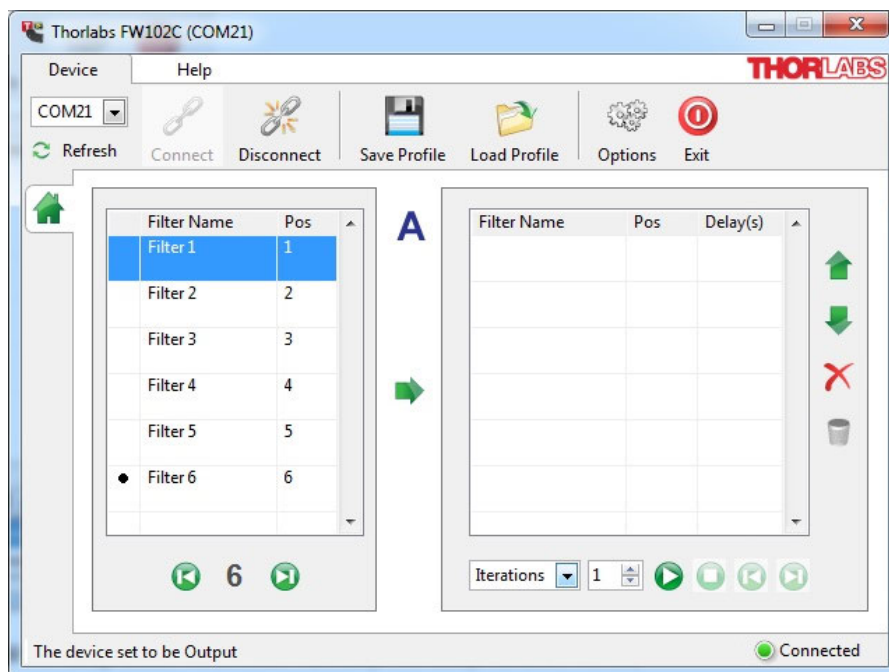 Thorlabs FW102C (COM21)
Device Help THORLABS
COM21
Refresh Connect Disconnect Save Profile Load Profile Options Exit
Filter Name Pos
Filter 1 1
Filter 2 2
Filter 3 3
Filter 4 4
Filter 5 5
Filter 6 6
6
A
Filter Name Pos Delay(s)
Iterations 1
The device set to be Output Connected